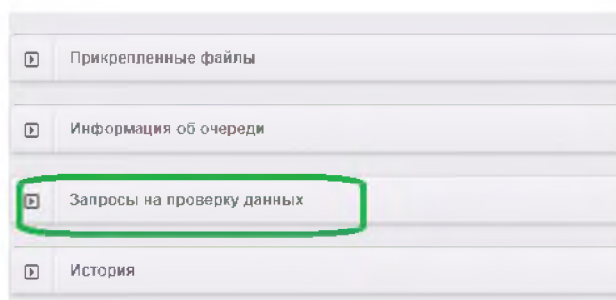 Прикрепленные файлы
Информация об очереди
Запросы на проверку данных
История